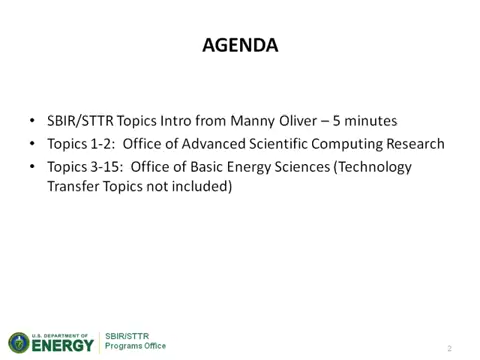 AGENDA
• SBIR/STTR Topics Intro from Manny Oliver – 5 minutes
• Topics 1-2: Office of Advanced Scientific Computing Research
• Topics 3-15: Office of Basic Energy Sciences (Technology
Transfer Topics not included)
U.S. DEPARTMENT OF
ENERGY
SBIR/STTR
Programs Office
2